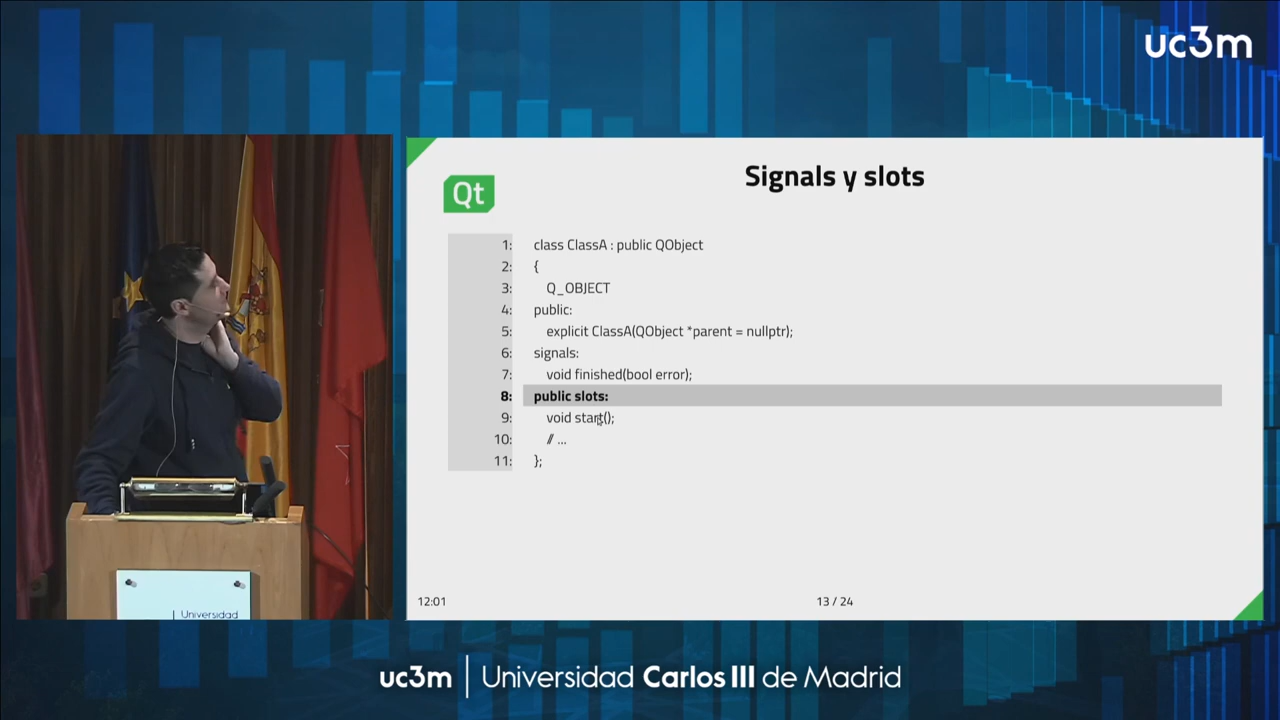 uc3m
Signals y slots
Qt
1: class ClassA : public QObject
2: {
3: Q_OBJECT
4: public:
5: explicit ClassA(QObject *parent = nullptr);
6: signals:
7: void finished(bool error);
8: public slots:
9: void start();
10: // ...
11: };
12:01
13 / 24
Universidad
uc3m | Universidad Carlos III de Madrid